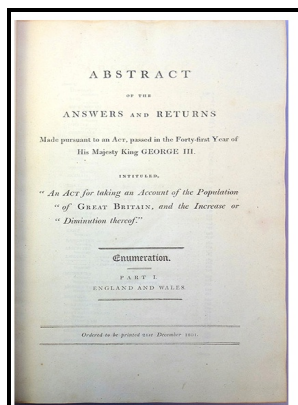 ABSTRACT
OF THE
ANSWERS AND RETURNS
Made pursuant to an ACT, passed in the Forty-first Year of
His Majesty King GEORGE III.
INTITULED,
"An ACT for taking an Account of the Population
"of GREAT BRITAIN, and the Increase or
"Diminution thereof."
Enumeration.
PART I.
ENGLAND AND WALES.
Ordered to be printed 21st December 1801.